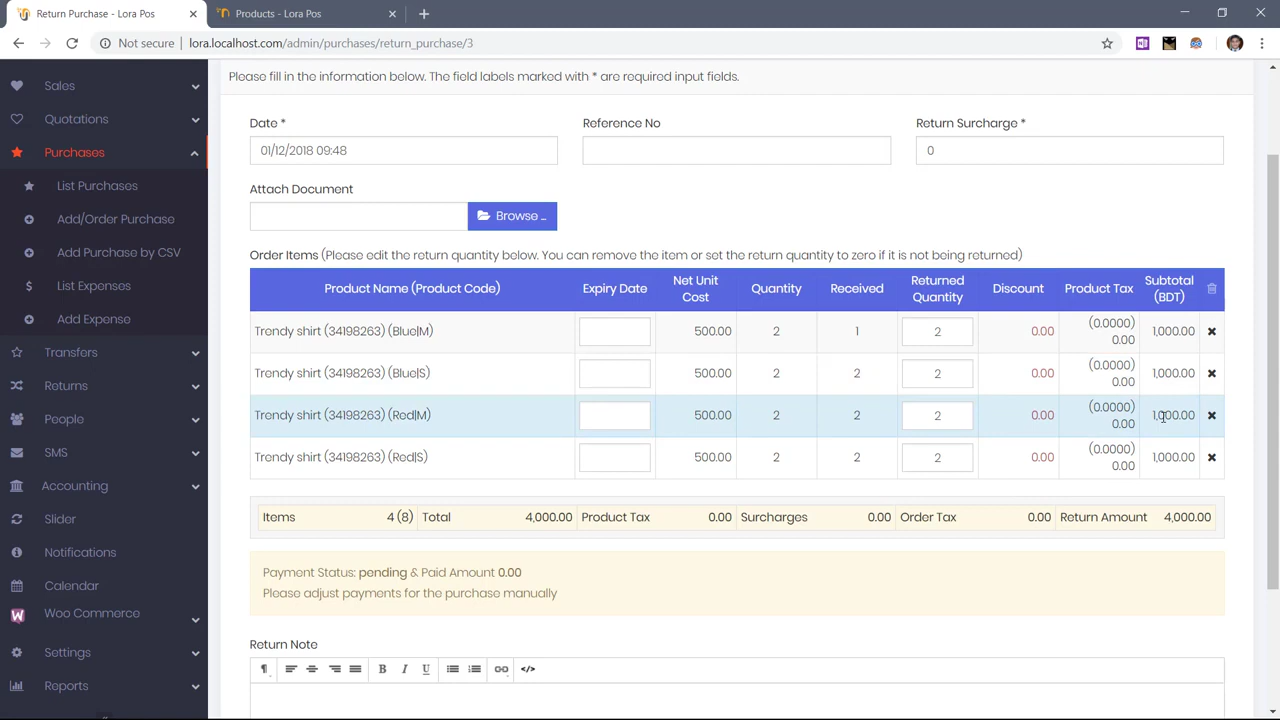 Return Purchase - Lora Pos
Products - Lora Pos
Not secure
lora.localhost.com/admin/purchases/return_purchase/3
Sales
Quotations
Purchases
List Purchases
Add/Order Purchase
Add Purchase by CSV
List Expenses
Add Expense
Transfers
Returns
People
SMS
Accounting
Slider
Notifications
Calendar
Woo Commerce
Settings
Reports
Please fill in the information below. The field labels marked with * are required input fields.
Date * Reference No Return Surcharge *
01/12/2018 09:48 0
Attach Document
Browse ...
Order Items (Please edit the return quantity below. You can remove the item or set the return quantity to zero if it is not being returned)
Product Name (Product Code) Expiry Date Net Unit Cost Quantity Received Returned Quantity Discount Product Tax Subtotal (BDT)
Trendy shirt (34198263) (Blue|M) 500.00 2 1 2 0.00 (0.0000) 0.00 1,000.00
Trendy shirt (34198263) (Blue|S) 500.00 2 2 2 0.00 (0.0000) 0.00 1,000.00
Trendy shirt (34198263) (Red|M) 500.00 2 2 2 0.00 (0.0000) 0.00 1,000.00
Trendy shirt (34198263) (Red|S) 500.00 2 2 2 0.00 (0.0000) 0.00 1,000.00
Items 4 (8) Total 4,000.00 Product Tax 0.00 Surcharges 0.00 Order Tax 0.00 Return Amount 4,000.00
Payment Status: pending & Paid Amount 0.00
Please adjust payments for the purchase manually
Return Note